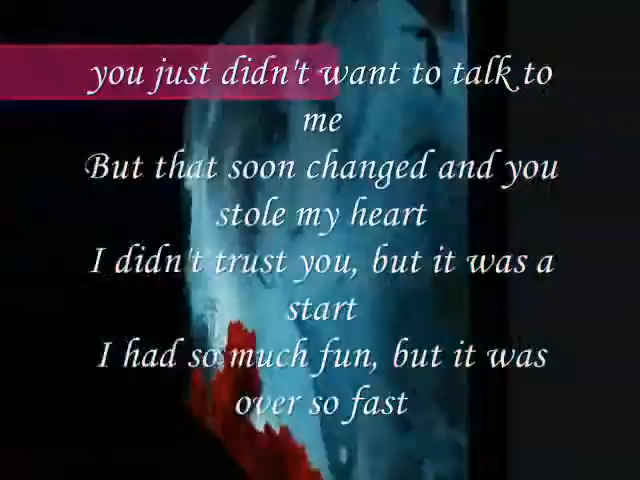 you just didn't want to talk to
me
But that soon changed and you
stole my heart
I didn't trust you, but it was a
start
I had so much fun, but it was
over so fast